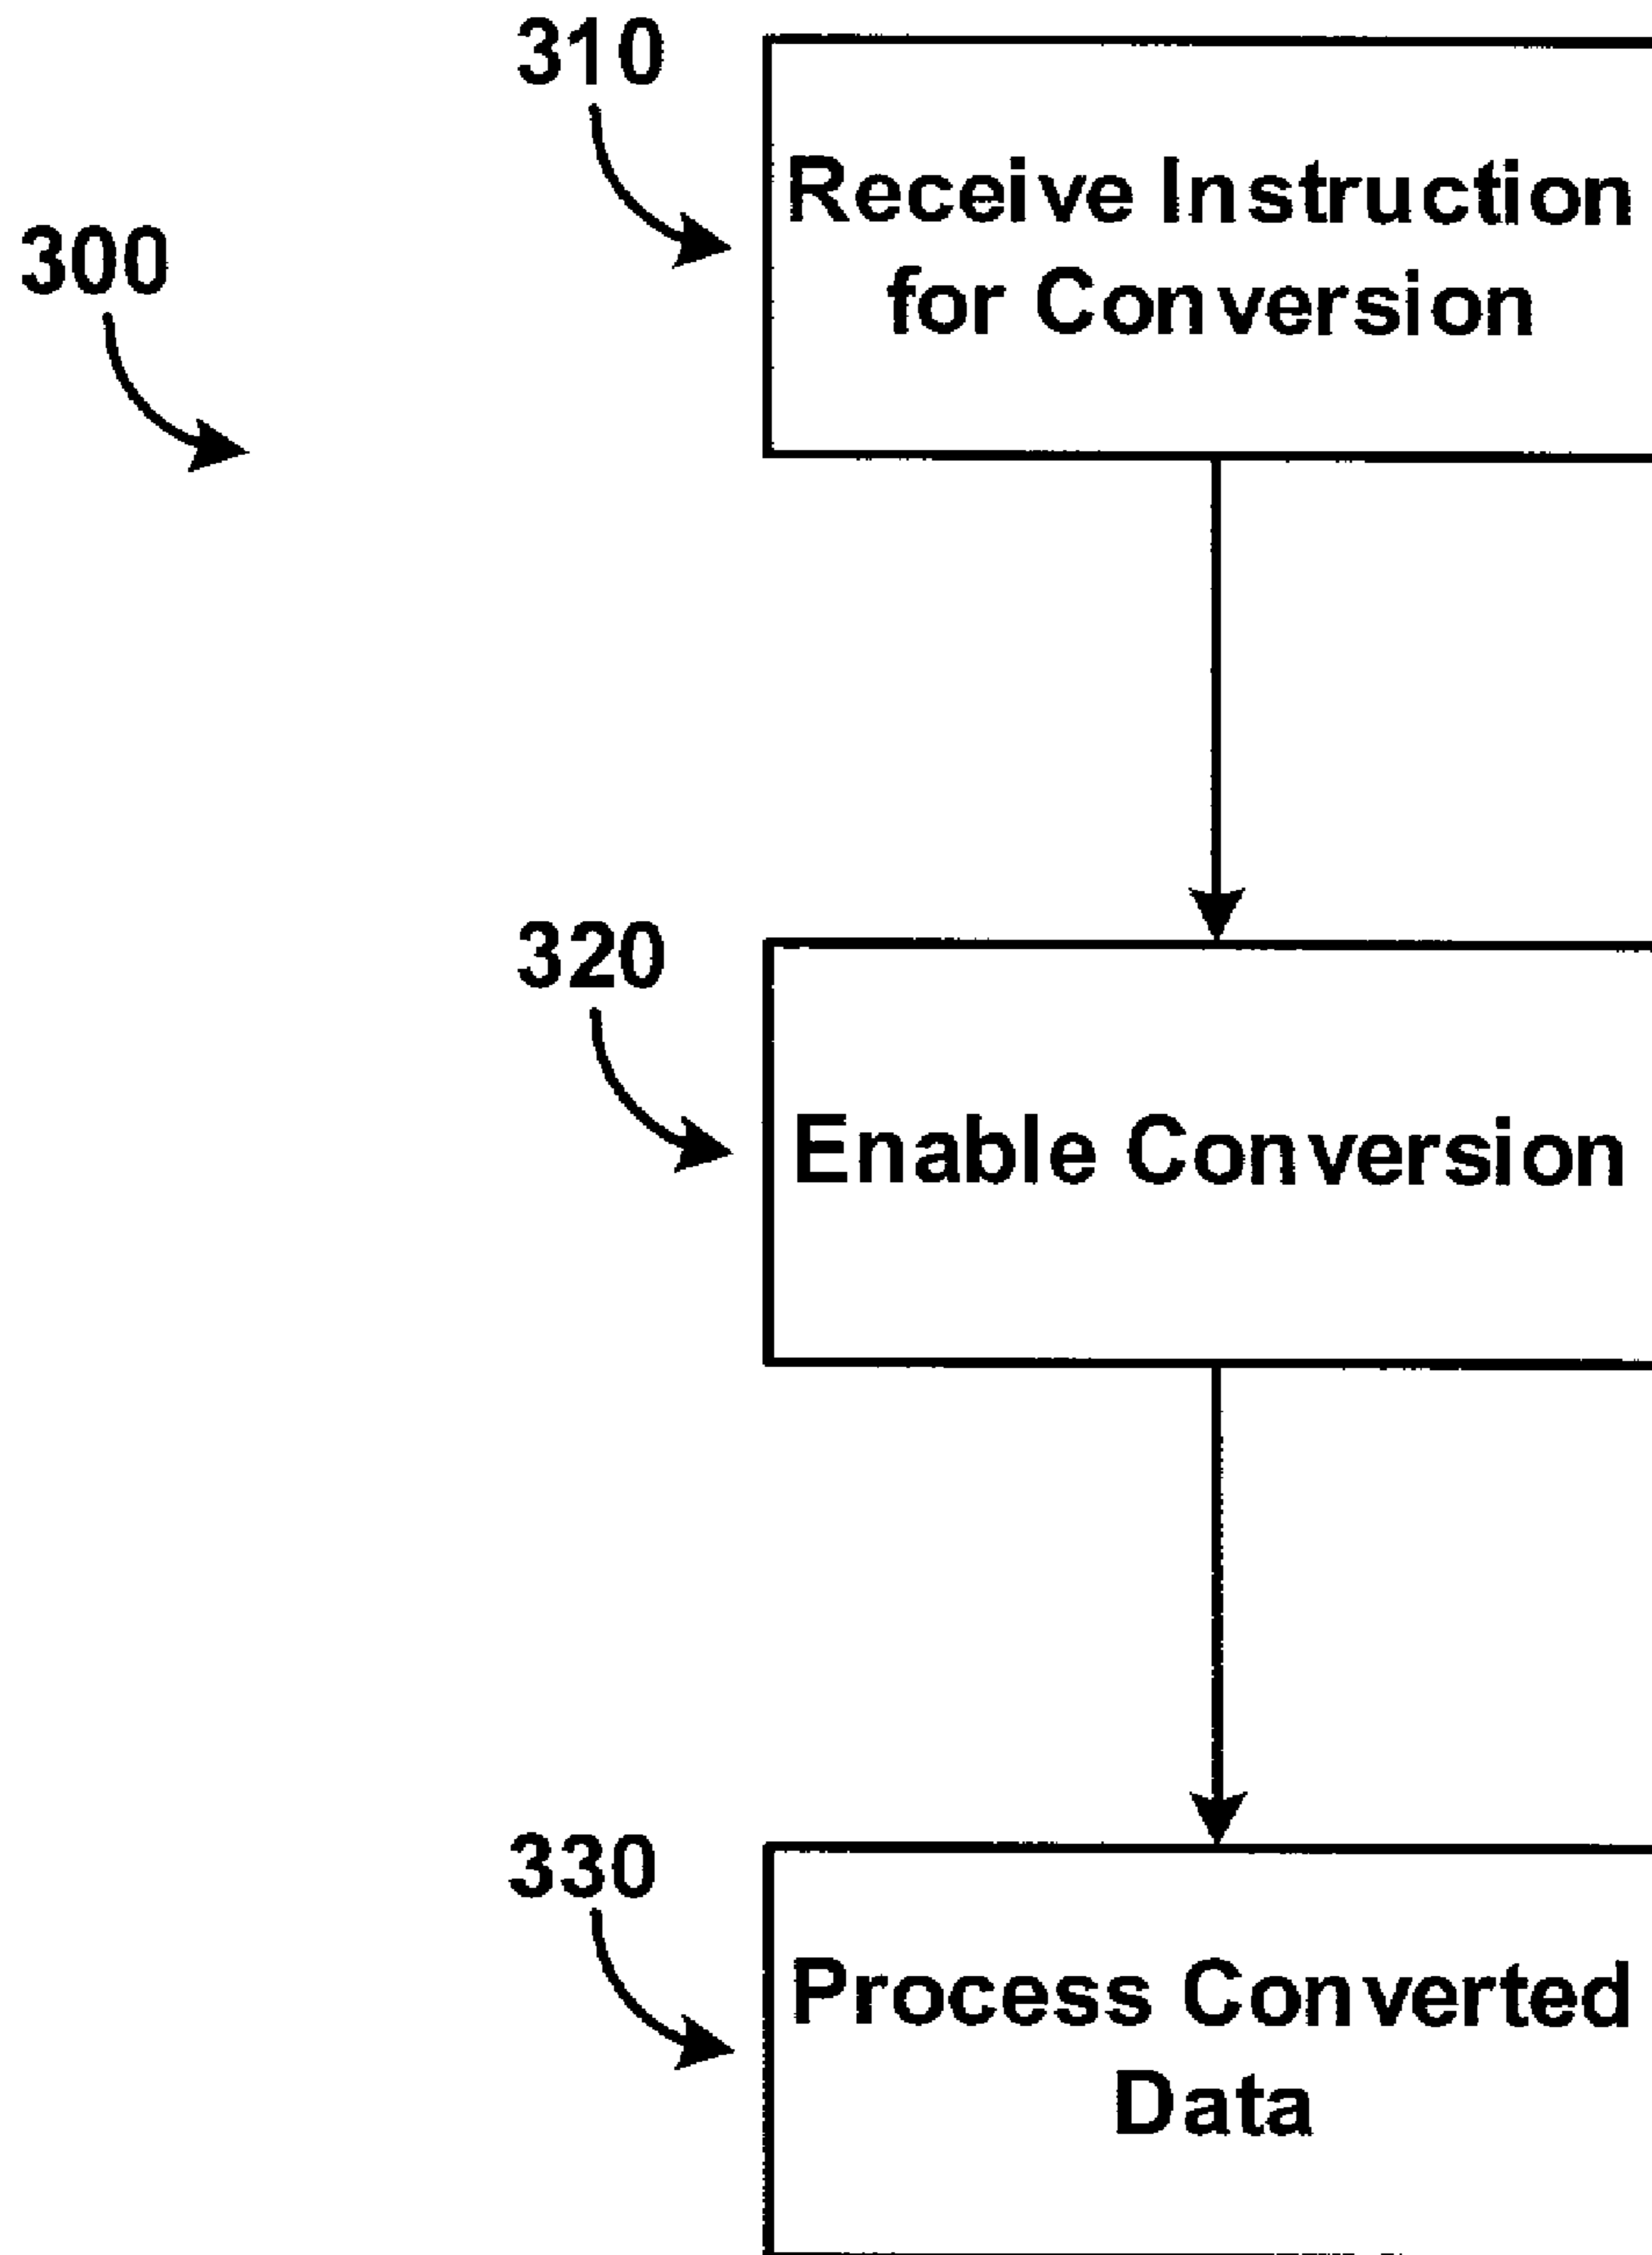 310
Receive Instruction
for Conversion
300
320
Enable Conversion
330
Process Converted
Data